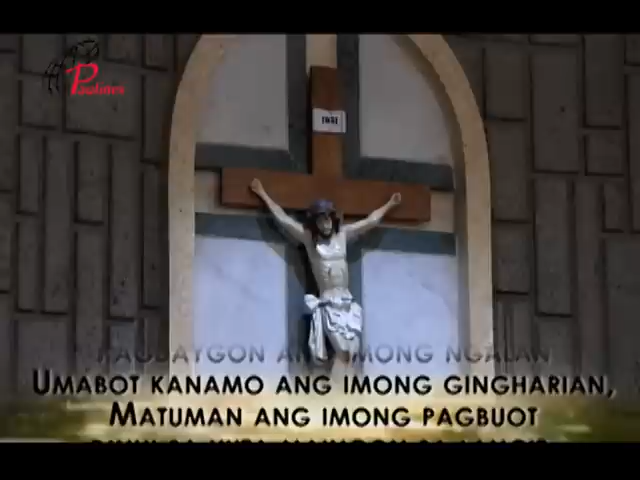 Paulines
INRI
PAGDAYGON ANG IMONG NGALAN
UMABOT KANAMO ANG IMONG GINGHARIAN,
MATUMAN ANG IMONG PAGBUOT